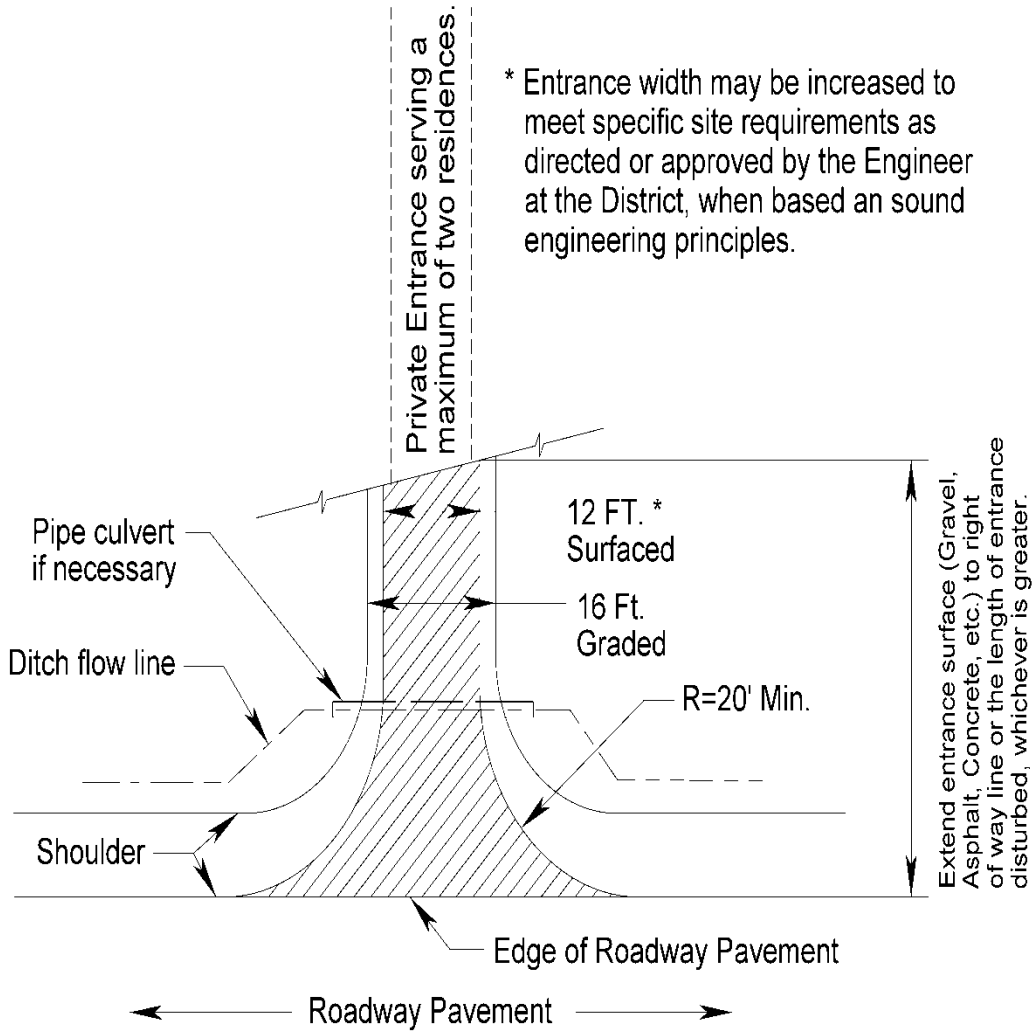 Private Entrance serving a
maximum of two residences.
* Entrance width may be increased to
meet specific site requirements as
directed or approved by the Engineer
at the District, when based an sound
engineering principles.
Pipe culvert
if necessary
12 FT. *
Surfaced
16 Ft.
Graded
Ditch flow line
R=20' Min.
Shoulder
Extend entrance surface (Gravel,
Asphalt, Concrete, etc.) to right
of way line or the length of entrance
disturbed, whichever is greater.
Edge of Roadway Pavement
Roadway Pavement